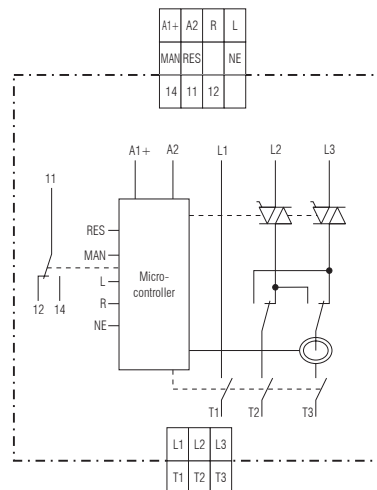 A1+ A2 R L
MAN RES NE
14 11 12
A1+ A2 L1 L2 L3
11
RES
MAN
Micro-
controller
L
R
NE
12 14
T1 T2 T3
L1 L2 L3
T1 T2 T3